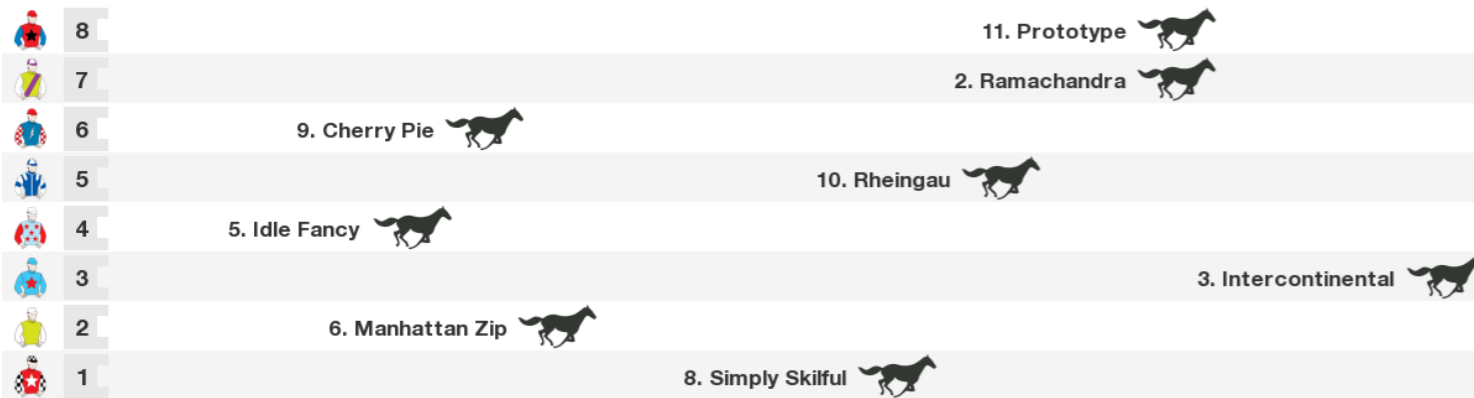 8 11. Prototype
7 2. Ramachandra
6 9. Cherry Pie
5 10. Rheingau
4 5. Idle Fancy
3 3. Intercontinental
2 6. Manhattan Zip
1 8. Simply Skilful